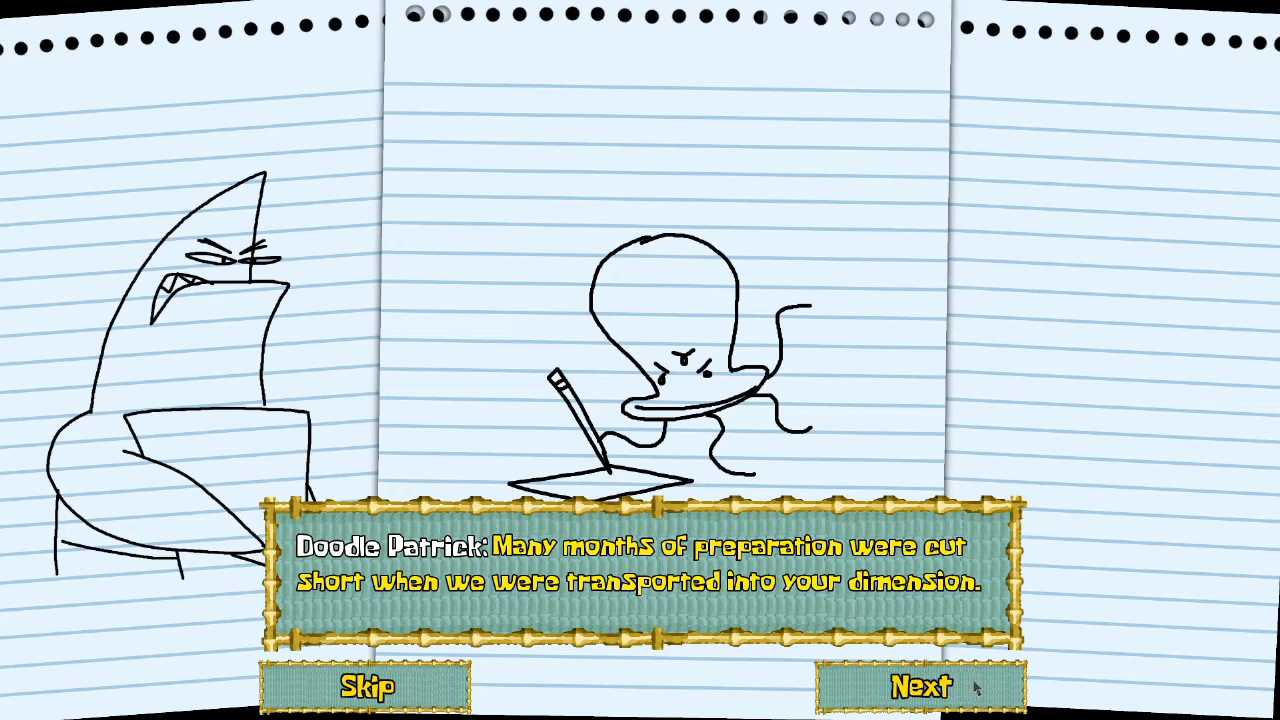 Doodle Patrick: Many months of preparation were cut
short when we were transported into your dimension.
Skip
Next